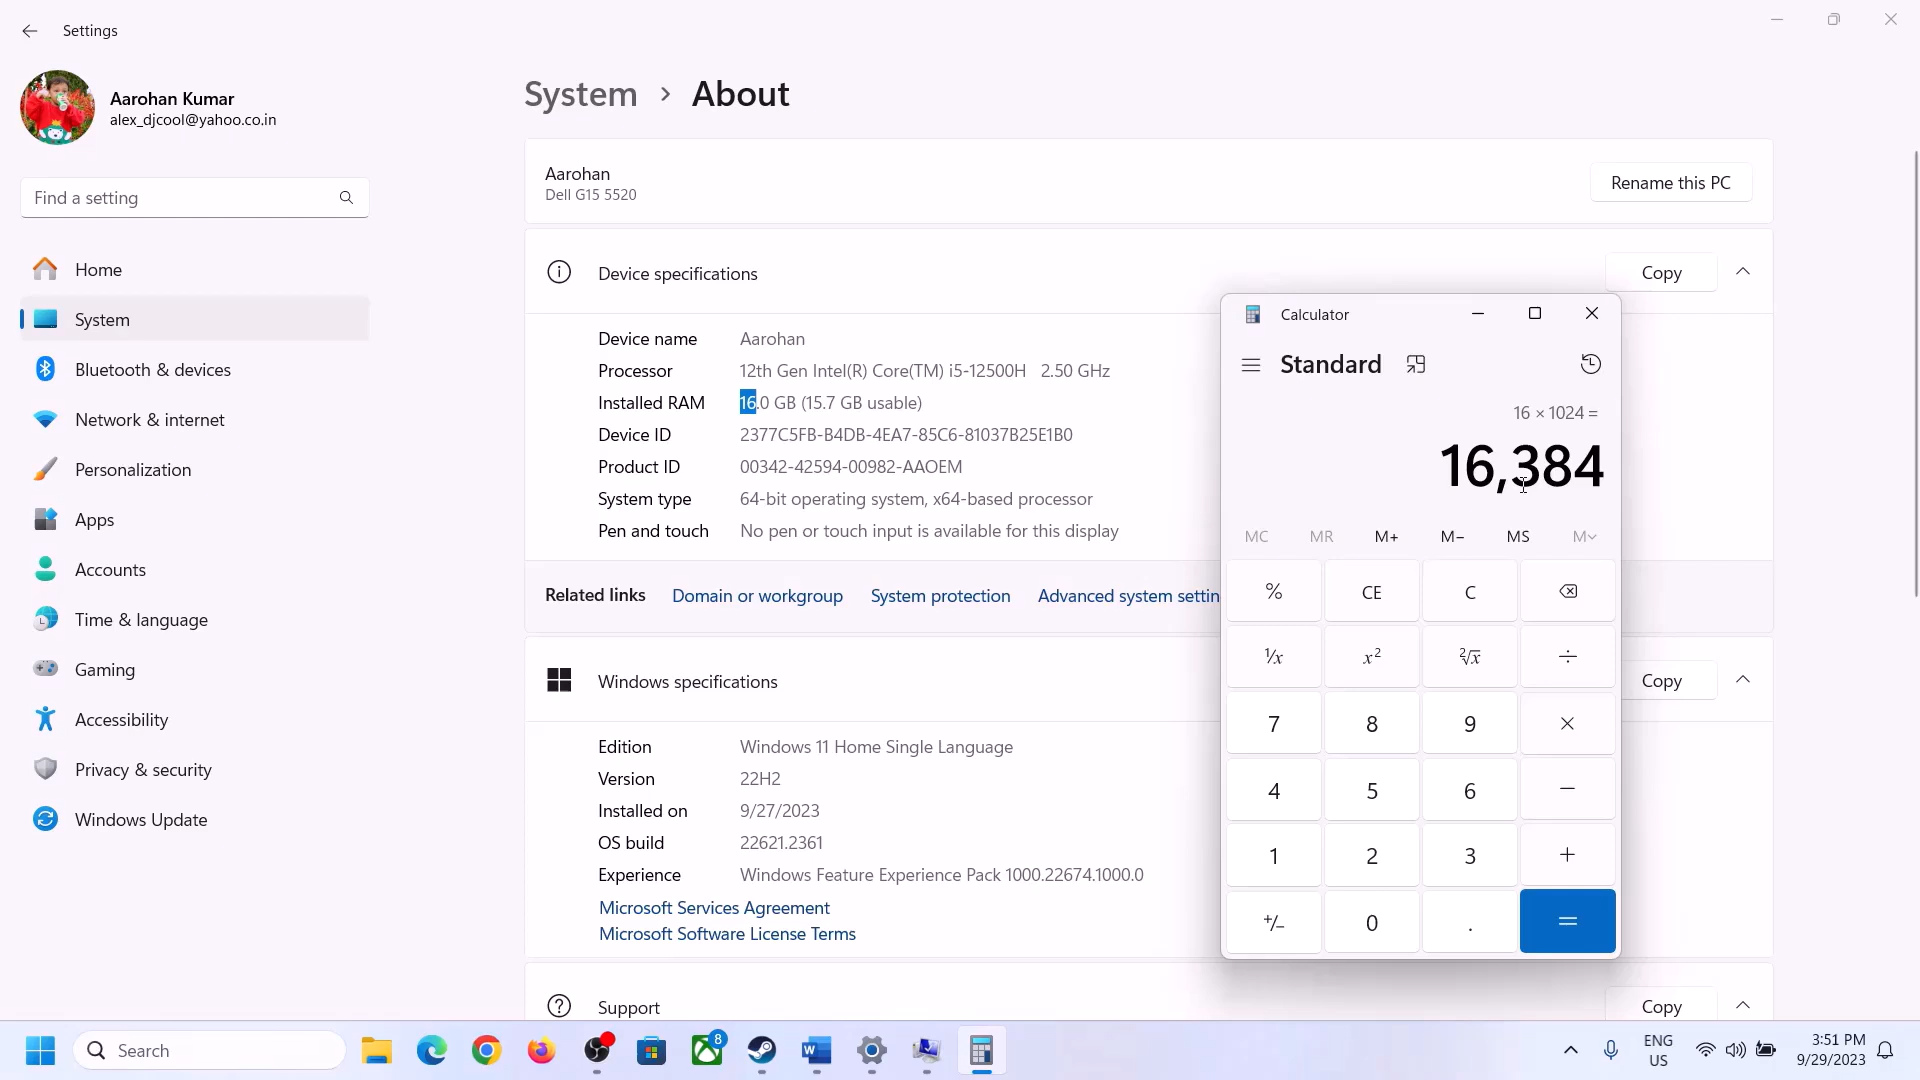 Settings
Aarohan Kumar
alex_djcool@yahoo.co.in
Find a setting
Home
System
Bluetooth & devices
Network & internet
Personalization
Apps
Accounts
Time & language
Gaming
Accessibility
Privacy & security
Windows Update
System > About
Aarohan
Dell G15 5520
Rename this PC
Device specifications
Copy
Device name Aarohan
Processor 12th Gen Intel(R) Core(TM) i5-12500H 2.50 GHz
Installed RAM 16.0 GB (15.7 GB usable)
Device ID 2377C5FB-B4DB-4EA7-85C6-81037B25E1B0
Product ID 00342-42594-00982-AAOEM
System type 64-bit operating system, x64-based processor
Pen and touch No pen or touch input is available for this display
Related links Domain or workgroup System protection Advanced system settin
Windows specifications
Copy
Edition Windows 11 Home Single Language
Version 22H2
Installed on 9/27/2023
OS build 22621.2361
Experience Windows Feature Experience Pack 1000.22674.1000.0
Microsoft Services Agreement
Microsoft Software License Terms
Support
Copy
Calculator
Standard
16 × 1024 =
16,384
MC MR M+ M− MS M
% CE C
⅟x x² ²√x ÷
7 8 9 ×
4 5 6 −
1 2 3 +
+/− 0 . =
Search
8
ENG
US
3:51 PM
9/29/2023